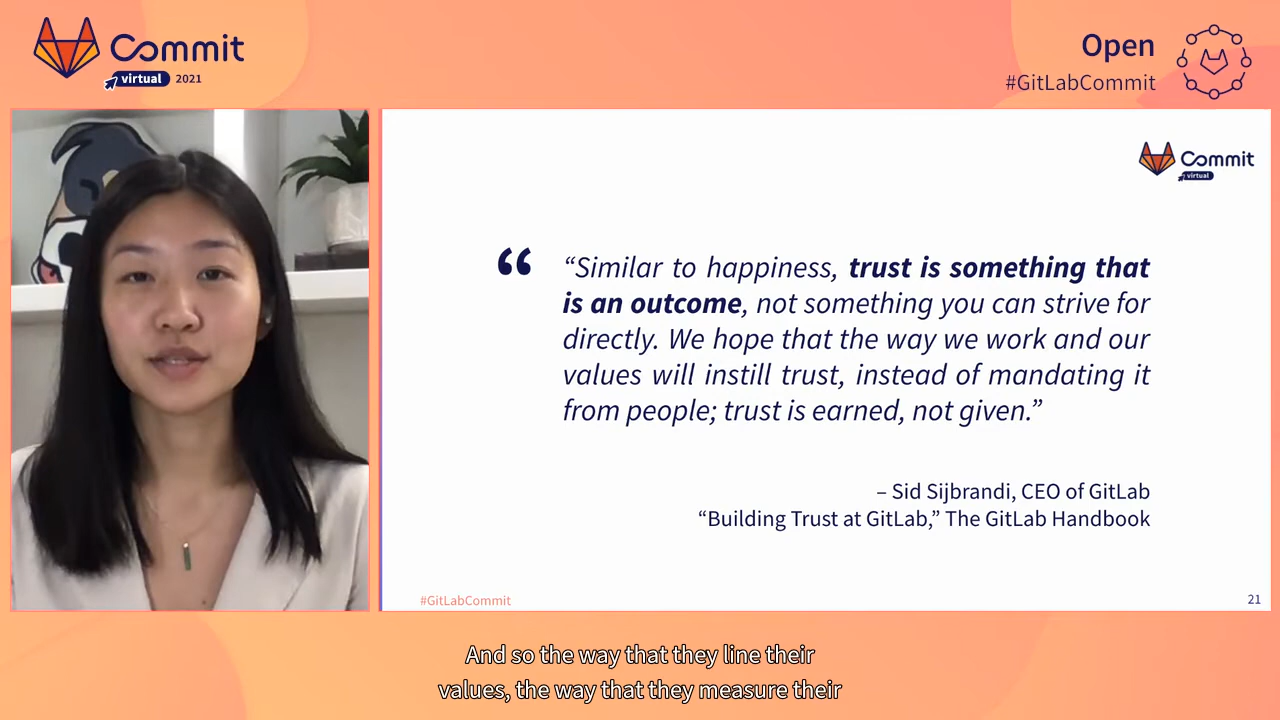 Commit
virtual 2021
Open
#GitLabCommit
Commit
virtual
“
“Similar to happiness, trust is something that
is an outcome, not something you can strive for
directly. We hope that the way we work and our
values will instill trust, instead of mandating it
from people; trust is earned, not given.”
– Sid Sijbrandi, CEO of GitLab
“Building Trust at GitLab,” The GitLab Handbook
#GitLabCommit
21
And so the way that they line their
values, the way that they measure their